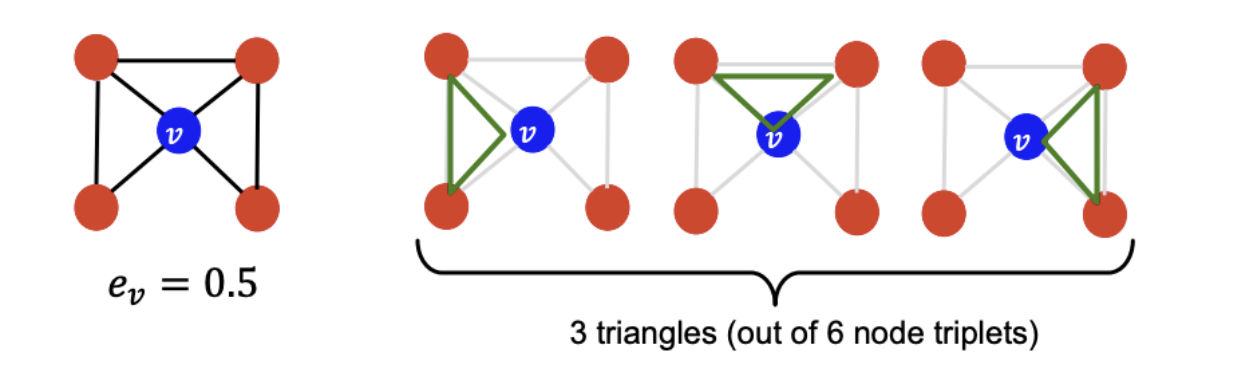 v
v
v
v
e_v = 0.5
3 triangles (out of 6 node triplets)